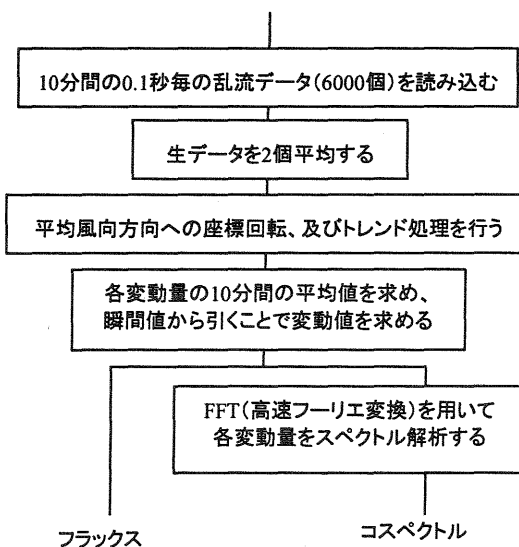 10分間の0.1秒毎の乱流データ(6000個)を読み込む
生データを2個平均する
平均風向方向への座標回転、及びトレンド処理を行う
各変動量の10分間の平均値を求め、
瞬間値から引くことで変動値を求める
FFT(高速フーリエ変換)を用いて
各変動量をスペクトル解析する
フラックス
コスペクトル